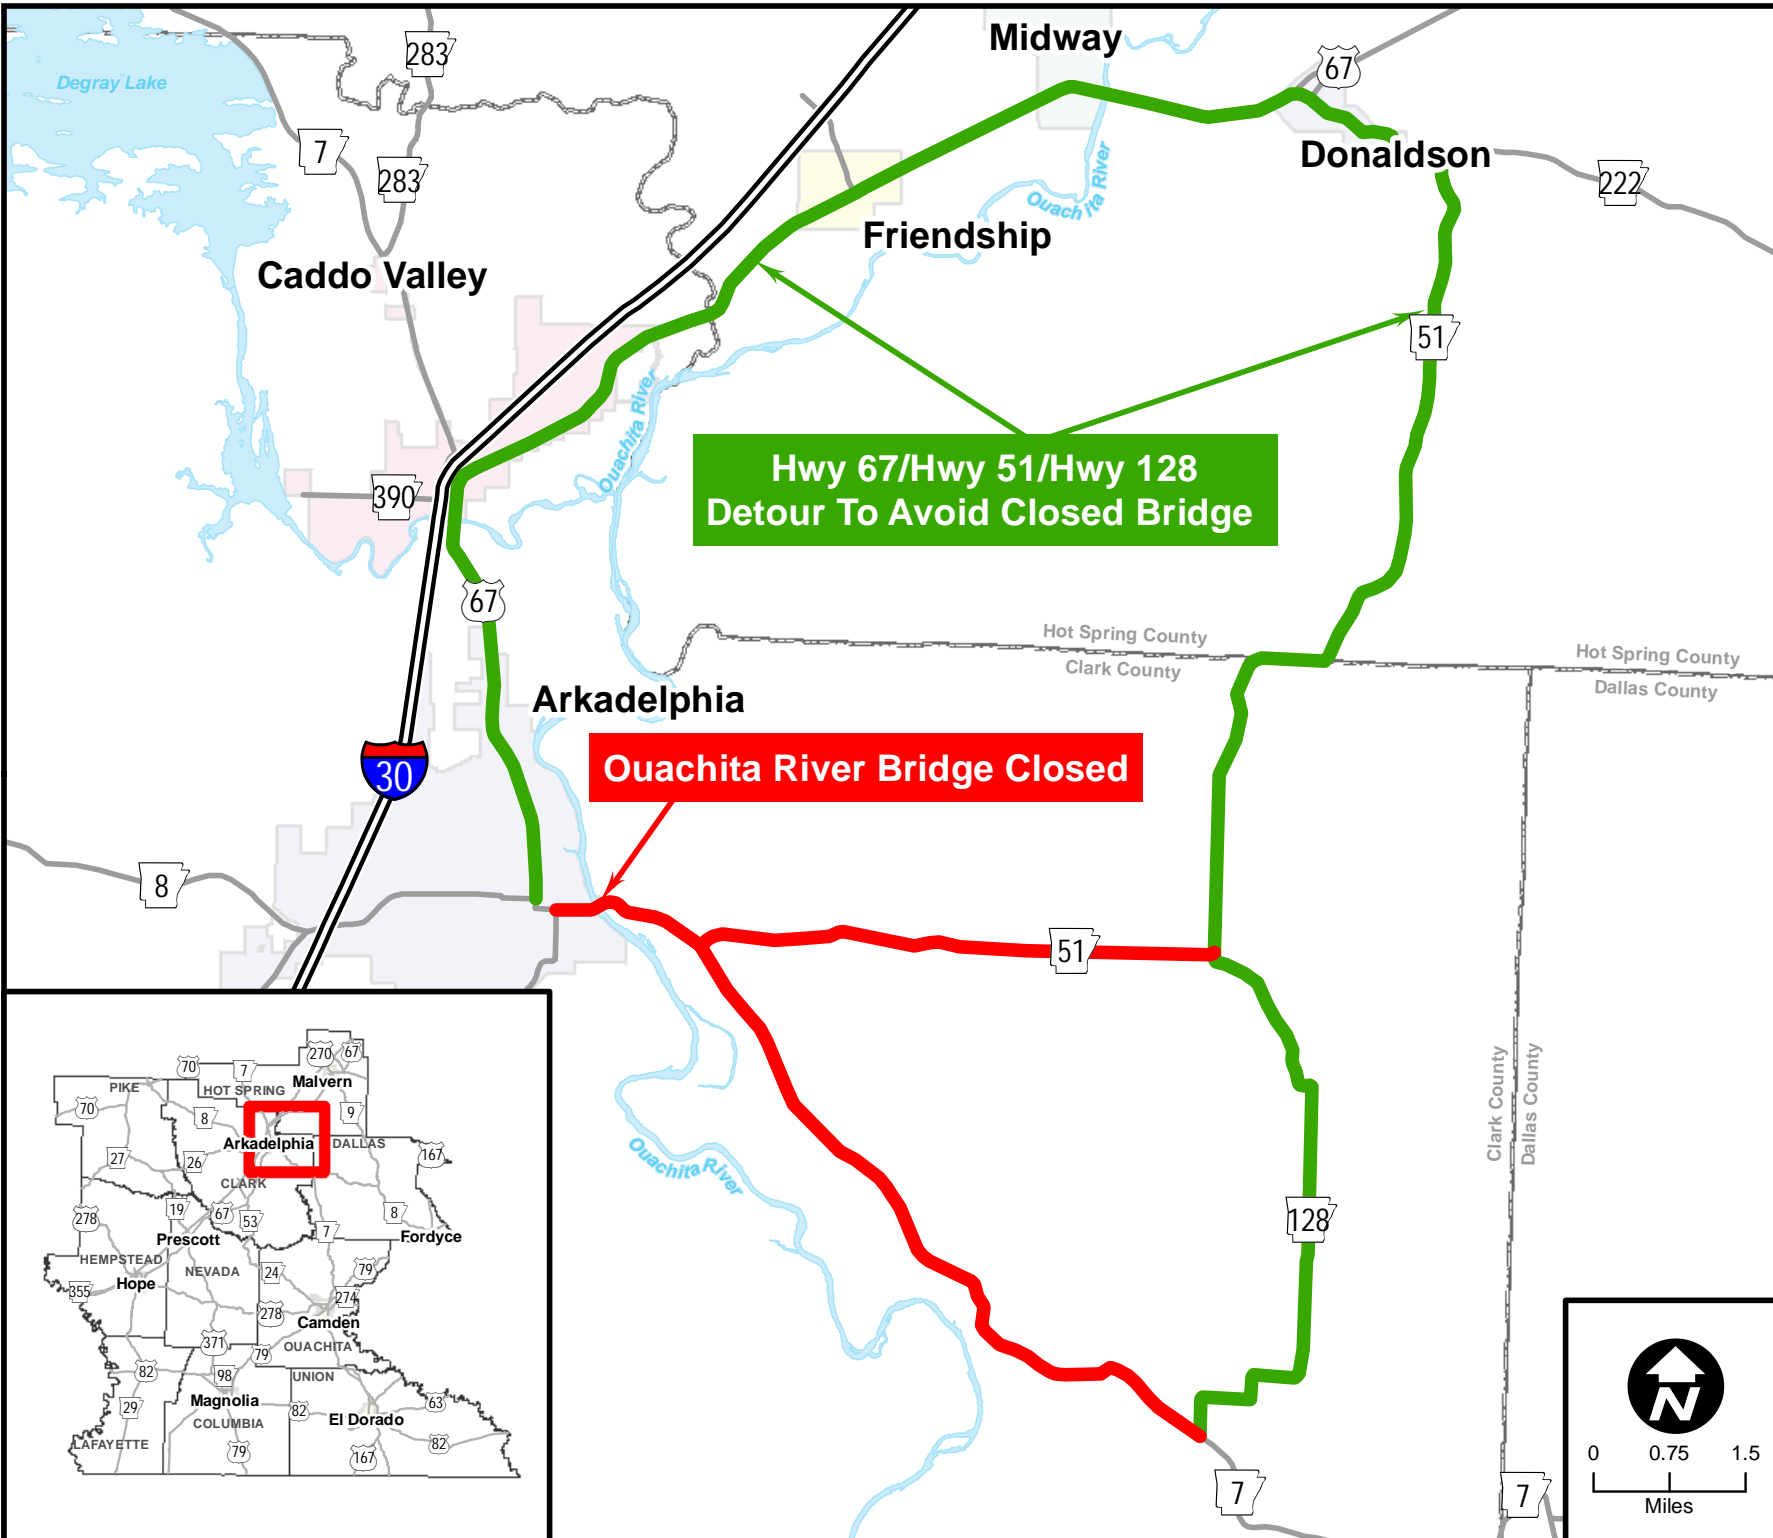 Midway
283
67
Degray Lake
7
283
Donaldson
222
Ouachita River
Friendship
Caddo Valley
51
Ouachita River
Hwy 67/Hwy 51/Hwy 128
Detour To Avoid Closed Bridge
390
67
Hot Spring County
Clark County
Hot Spring County
Dallas County
Arkadelphia
Ouachita River Bridge Closed
30
8
51
Clark County
Dallas County
Ouachita River
128
7
7
N
0 0.75 1.5
Miles
270
67
70
7
Malvern
PIKE
HOT SPRING
70
8
9
Arkadelphia
DALLAS
167
27
26
CLARK
19
67
53
8
278
7
Prescott
Fordyce
HEMPSTEAD
NEVADA
24
79
Hope
355
274
278
Camden
371
79
OUACHITA
82
98
UNION
Magnolia
29
82
63
COLUMBIA
El Dorado
LAFAYETTE
79
82
167